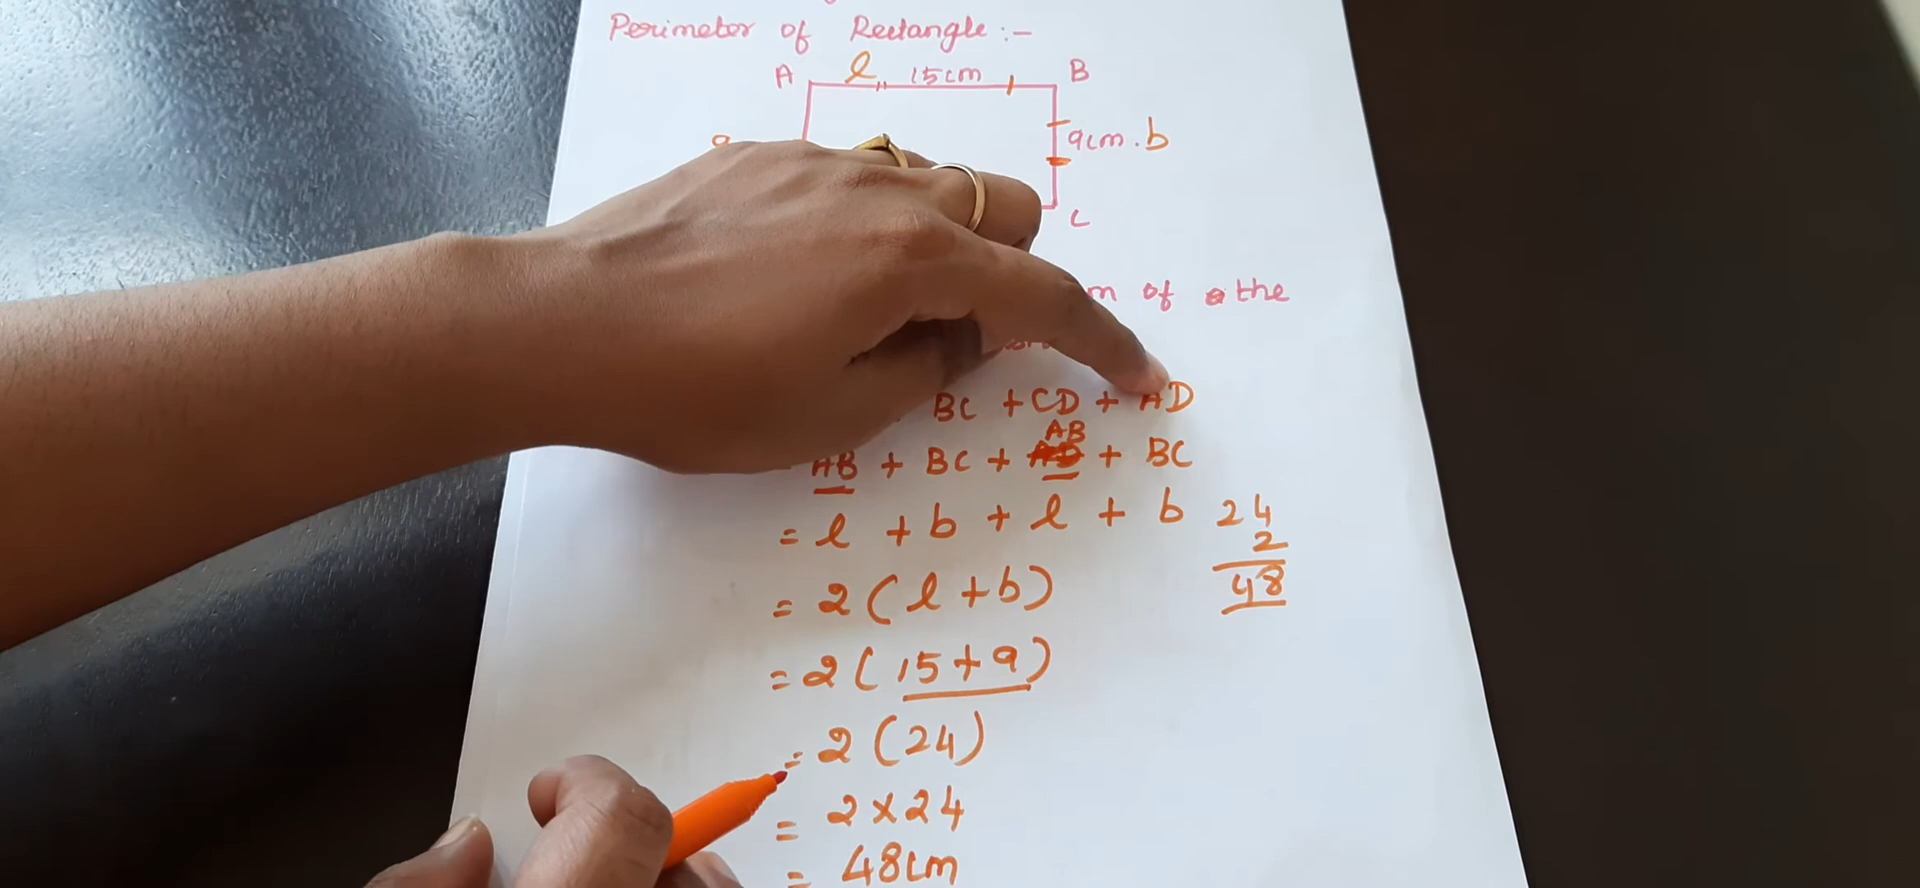 Perimeter of Rectangle :-
A l 15cm B
9cm. b
C
of the
BC + CD + AD
AB
AB + BC + + BC
= l + b + l + b
24
2
48
= 2 (l + b)
= 2 (15 + 9)
= 2 (24)
= 2 × 24
= 48cm